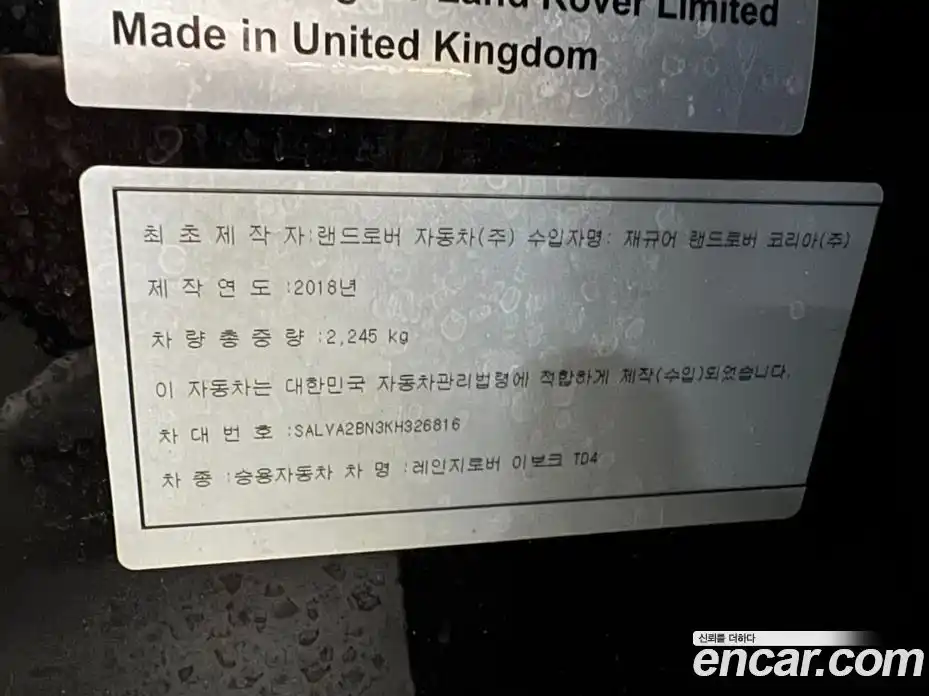 Land Rover Limited
Made in United Kingdom
최 초 제 작 자:랜드로버 자동차(주) 수입자명: 재규어 랜드로버 코리아(주)
제 작 연 도 :2018년
차 량 총 중 량 :2,245 kg
이 자동차는 대한민국 자동차관리법령에 적합하게 제작(수입)되었습니다.
차 대 번 호 :SALVA2BN3KH326816
차 종 :승용자동차 차 명 :레인지로버 이보크 TD4
신뢰를 더하다
encar.com